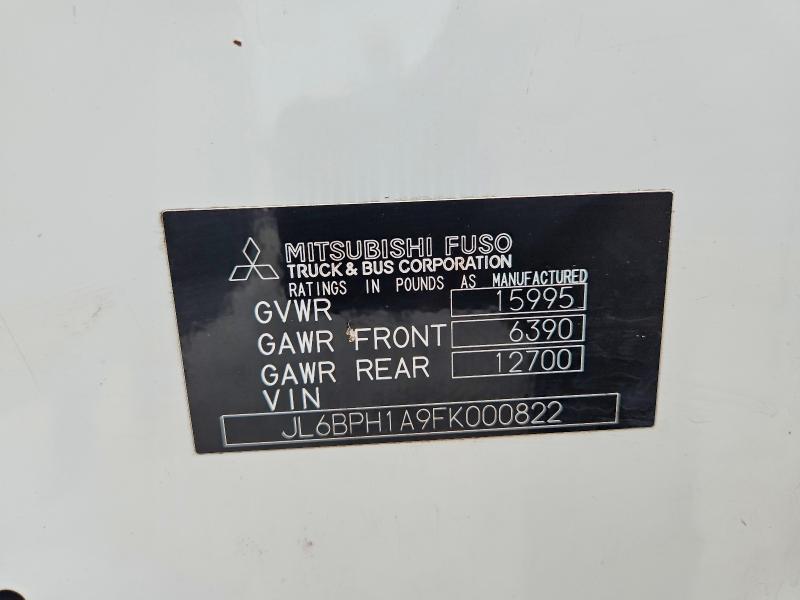 MITSUBISHI FUSO
TRUCK & BUS CORPORATION
RATINGS IN POUNDS AS MANUFACTURED
GVWR 15995
GAWR FRONT 6390
GAWR REAR 12700
VIN
JL6BPH1A9FK000822